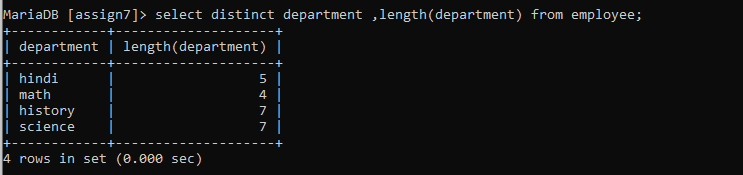 MariaDB [assign7]> select distinct department ,length(department) from employee;
+------------+--------------------+
| department | length(department) |
+------------+--------------------+
| hindi      |                  5 |
| math       |                  4 |
| history    |                  7 |
| science    |                  7 |
+------------+--------------------+
4 rows in set (0.000 sec)